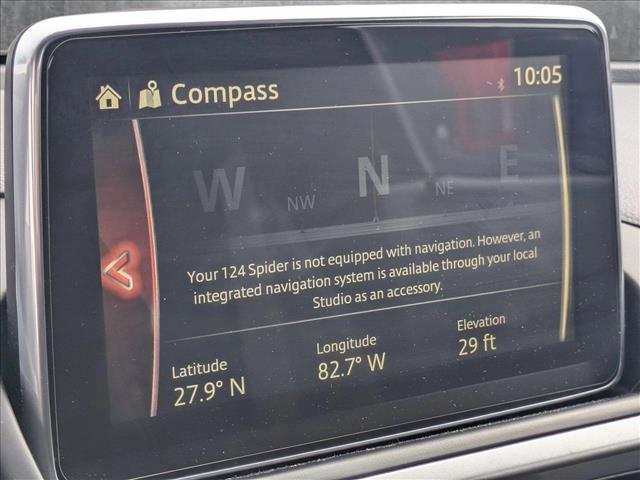 Compass 10:05
W NW N NE E
Your 124 Spider is not equipped with navigation. However, an
integrated navigation system is available through your local
Studio as an accessory.
Latitude Longitude Elevation
27.9° N 82.7° W 29 ft